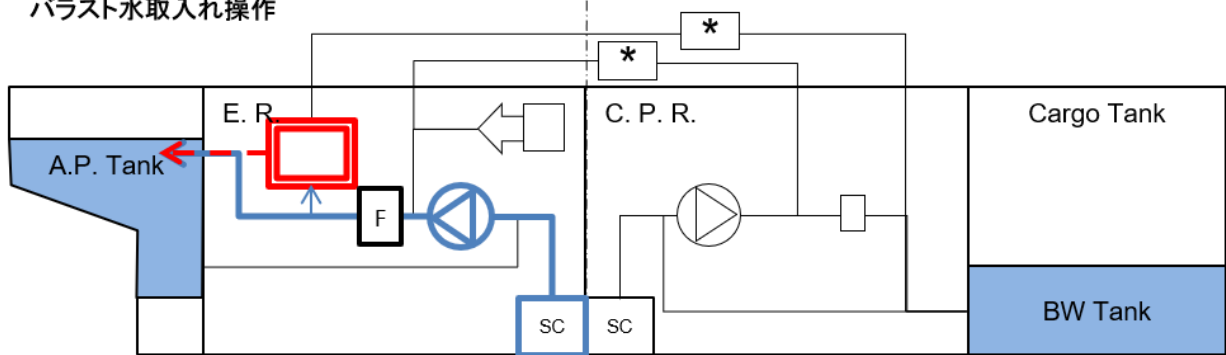 バラスト水取入れ操作
*
*
E. R.
C. P. R.
Cargo Tank
A.P. Tank
F
SC
SC
BW Tank